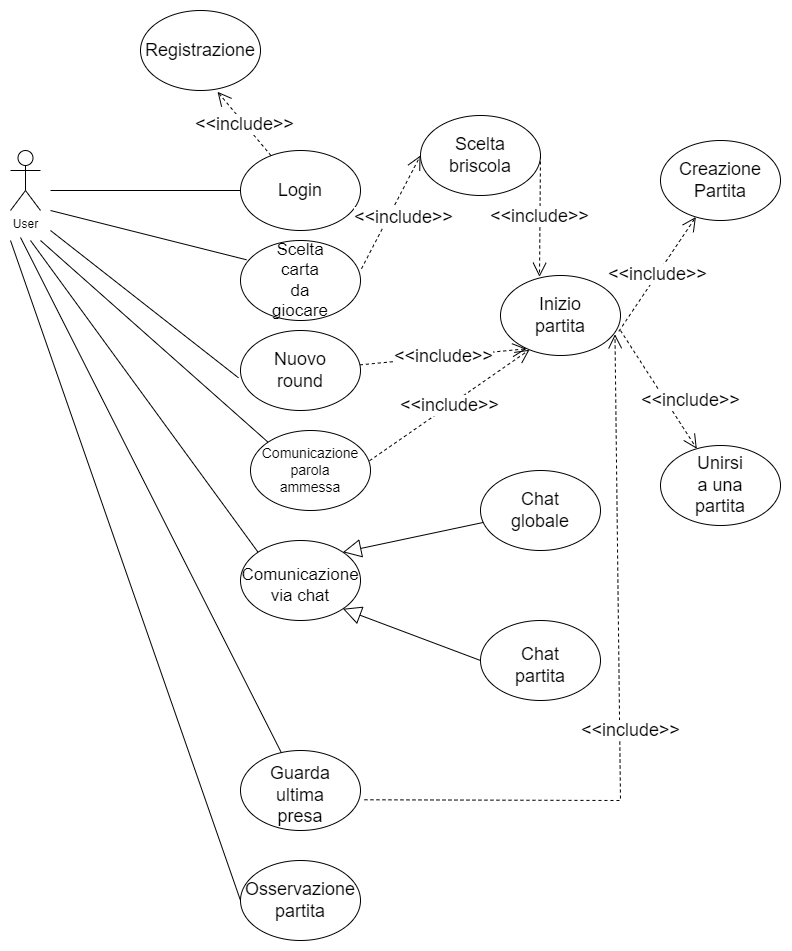 Registrazione
<<include>>
Scelta
briscola
Creazione
Partita
Login
User
<<include>>
<<include>>
Scelta
carta
da
giocare
<<include>>
Inizio
partita
Nuovo
round
<<include>>
<<include>>
<<include>>
Comunicazione
parola
ammessa
Unirsi
a una
partita
Chat
globale
Comunicazione
via chat
Chat
partita
<<include>>
Guarda
ultima
presa
Osservazione
partita